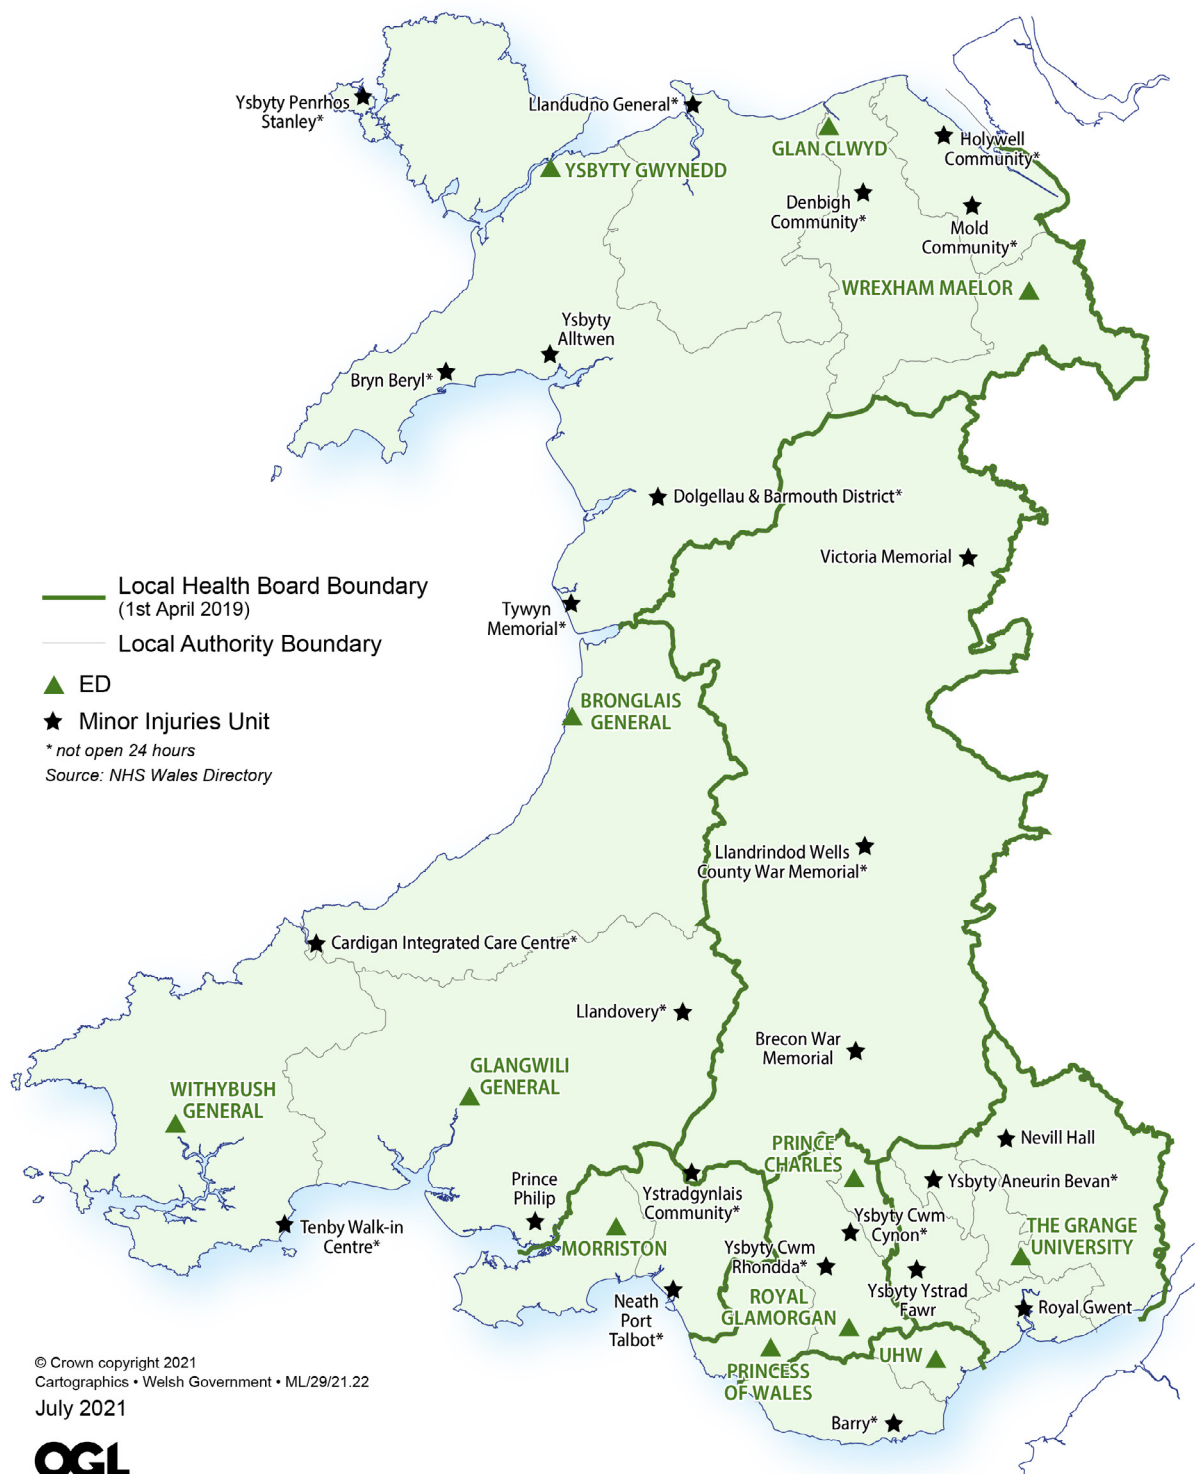 Ysbyty Penrhos
Stanley*
Llandudno General*
GLAN CLWYD
Holywell
Community*
YSBYTY GWYNEDD
Denbigh
Community*
Mold
Community*
WREXHAM MAELOR
Ysbyty
Alltwen
Bryn Beryl*
Dolgellau & Barmouth District*
Victoria Memorial
Local Health Board Boundary
(1st April 2019)
Local Authority Boundary
ED
Minor Injuries Unit
* not open 24 hours
Source: NHS Wales Directory
Tywyn
Memorial*
BRONGLAIS
GENERAL
Llandrindod Wells
County War Memorial*
Cardigan Integrated Care Centre*
Llandovery*
Brecon War
Memorial
GLANGWILI
GENERAL
WITHYBUSH
GENERAL
PRINCE
CHARLES
Nevill Hall
Ysbyty Aneurin Bevan*
Prince
Philip
Ystradgynlais
Community*
Ysbyty Cwm
Cynon*
THE GRANGE
UNIVERSITY
Tenby Walk-in
Centre*
MORRISTON
Ysbyty Cwm
Rhondda*
Ysbyty Ystrad
Fawr
Neath
Port
Talbot*
ROYAL
GLAMORGAN
Royal Gwent
UHW
PRINCESS
OF WALES
Barry*
© Crown copyright 2021
Cartographics • Welsh Government • ML/29/21.22
July 2021
OGL